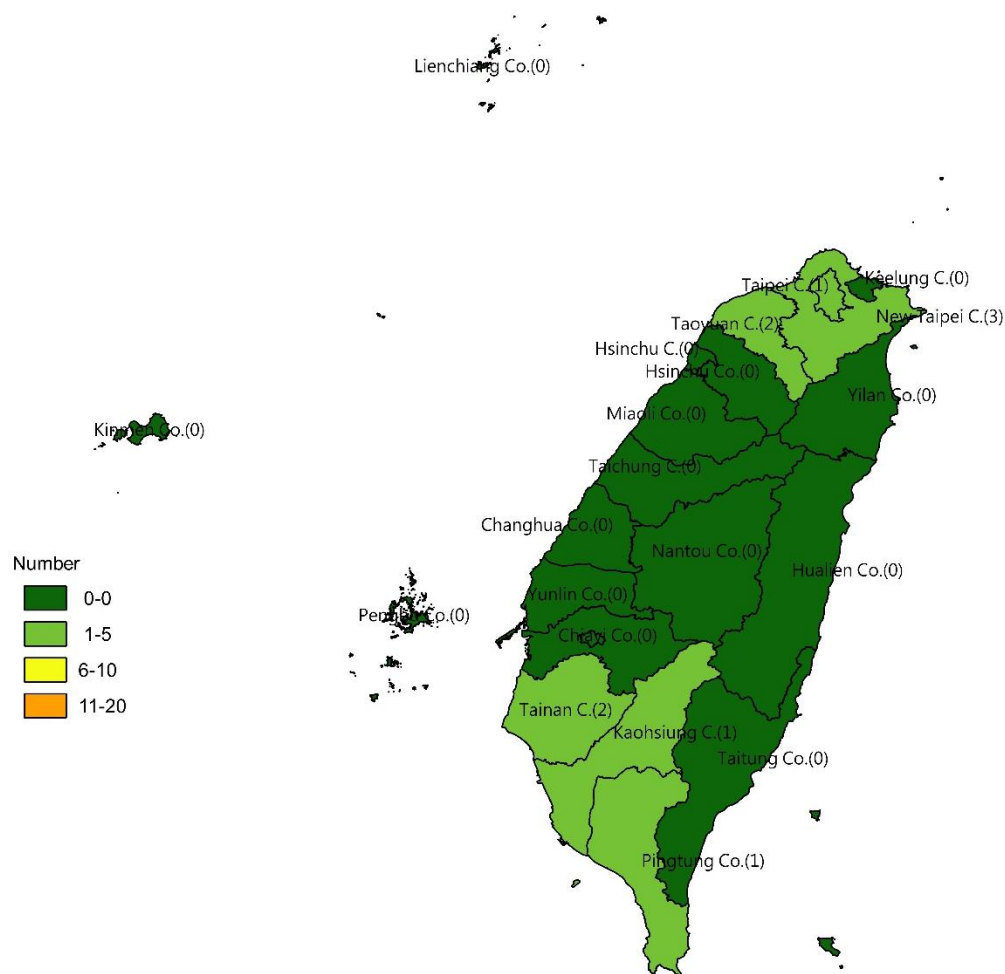 Lienchiang Co.(0)
Keelung C.(0)
Taipei C.(1)
New Taipei C.(3)
Taoyuan C.(2)
Hsinchu C.(0)
Hsinchu Co.(0)
Yilan Co.(0)
Miaoli Co.(0)
Kinmen Co.(0)
Taichung C.(0)
Changhua Co.(0)
Nantou Co.(0)
Hualien Co.(0)
Number
0-0
1-5
6-10
11-20
Yunlin Co.(0)
Penghu Co.(0)
Chiayi Co.(0)
Tainan C.(2)
Kaohsiung C.(1)
Taitung Co.(0)
Pingtung Co.(1)